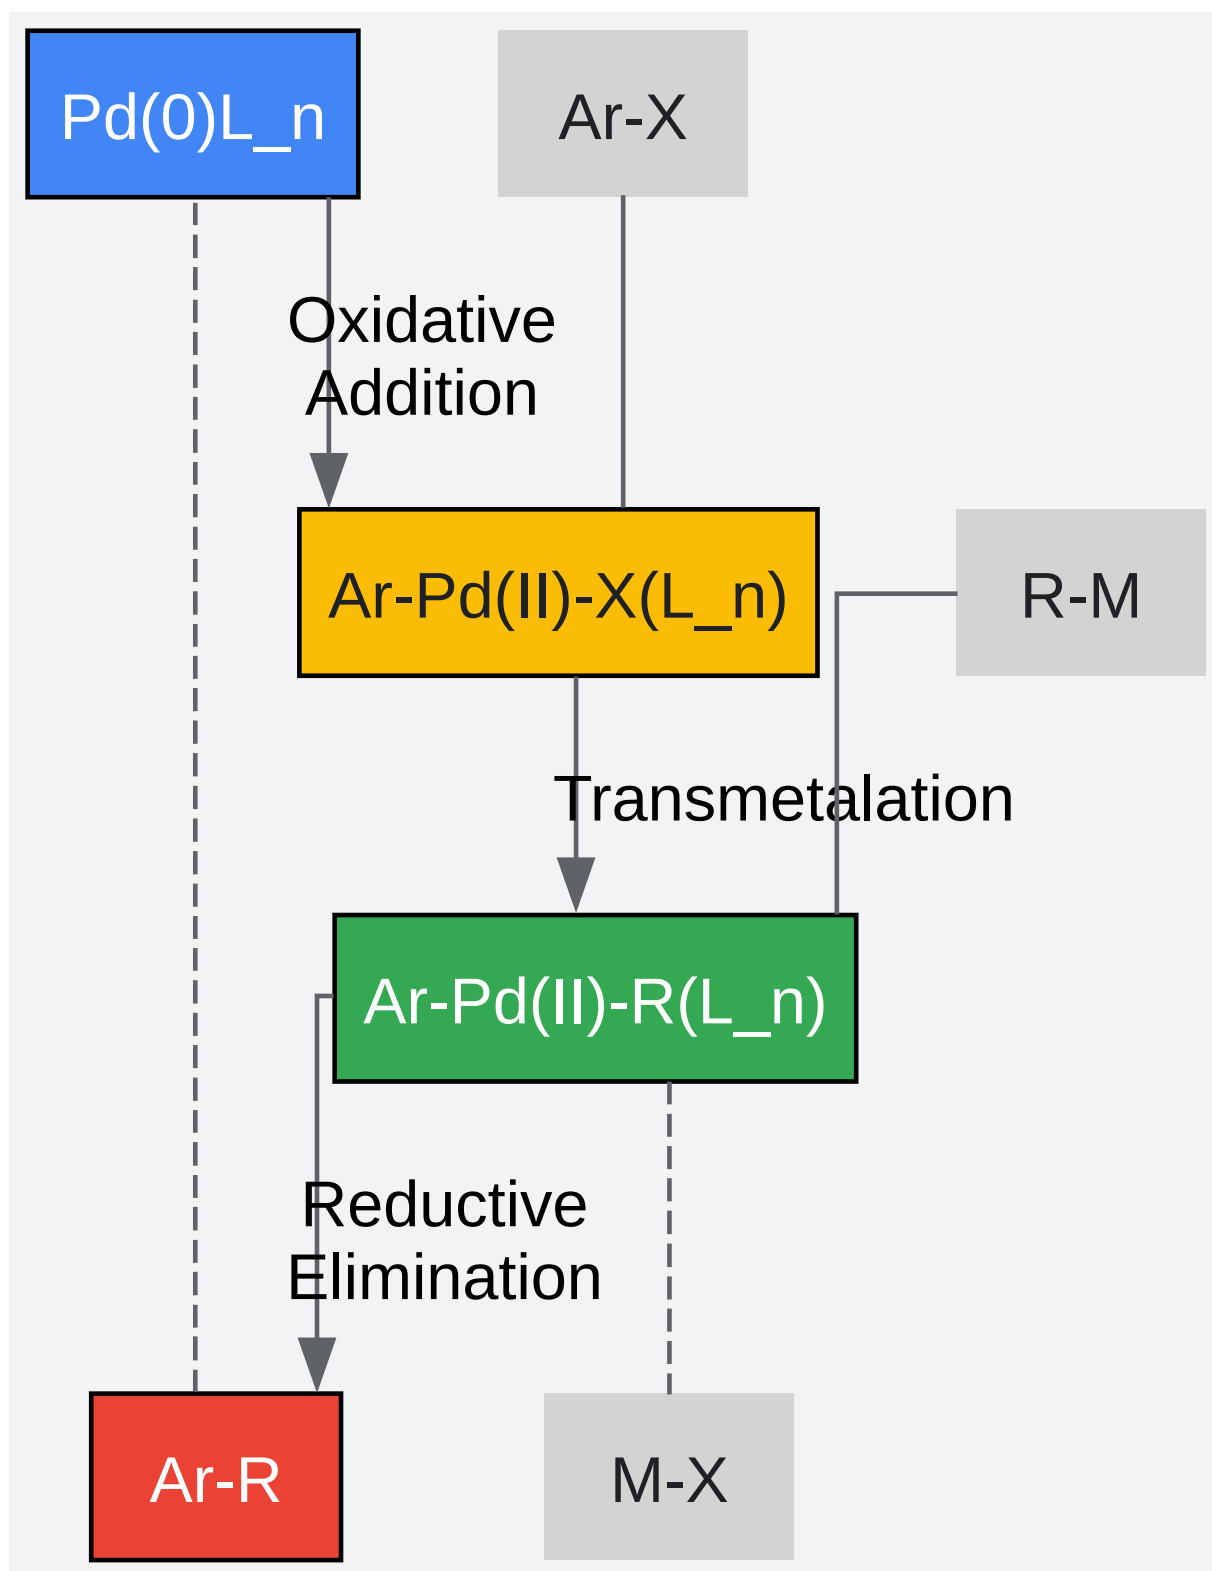 Pd(0)L_n
Ar-X
Oxidative
Addition
Ar-Pd(II)-X(L_n)
R-M
Transmetalation
Ar-Pd(II)-R(L_n)
Reductive
Elimination
Ar-R
M-X